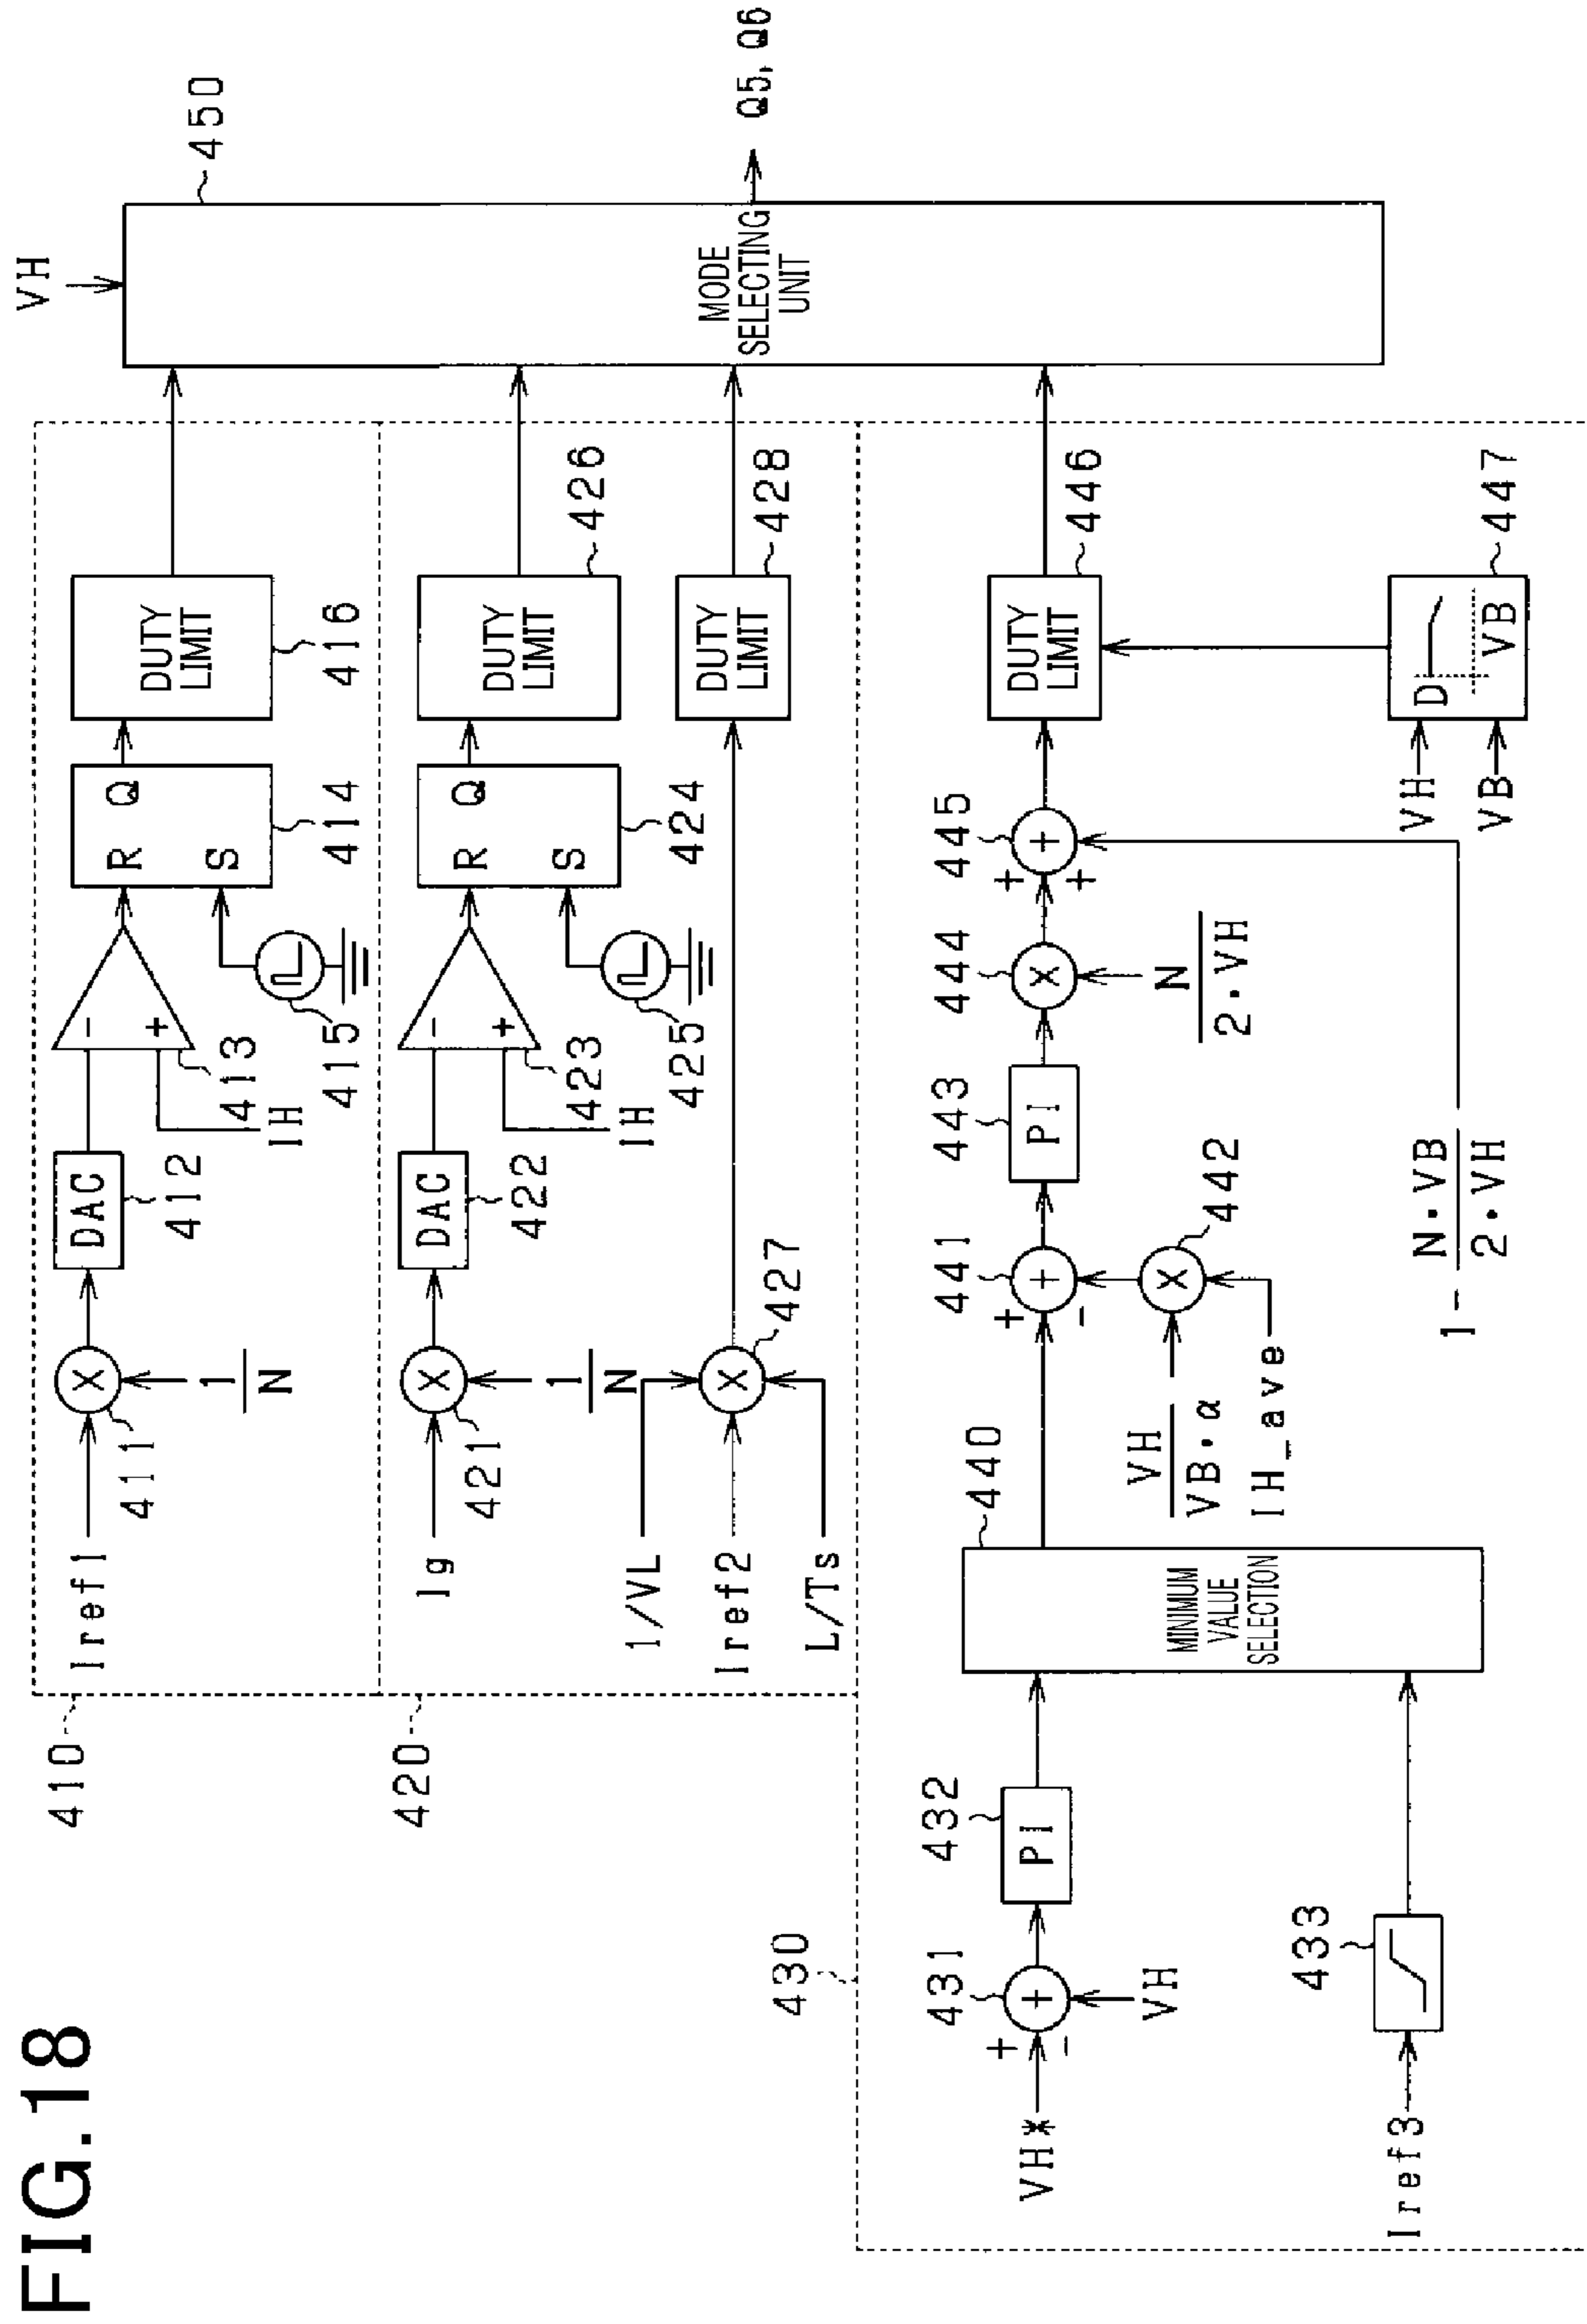 FIG.18
410
Iref1
411
1/N
DAC
412
IH
413
-
+
415
R Q
S
414
DUTY
LIMIT
416
420
Ig
421
1/N
DAC
422
IH
423
-
+
425
R Q
S
424
DUTY
LIMIT
426
1/VL
Iref2
L/Ts
427
DUTY
LIMIT
428
VH
MODE
SELECTING
UNIT
450
Q5, Q6
430
VH*
+
-
431
VH
PI
432
Iref3
433
MINIMUM
VALUE
SELECTION
440
+
-
441
VH
VB·α
IH_ave
442
PI
443
444
N
2·VH
+
+
445
1- N·VB
2·VH
DUTY
LIMIT
446
VH
VB
D
VB
447